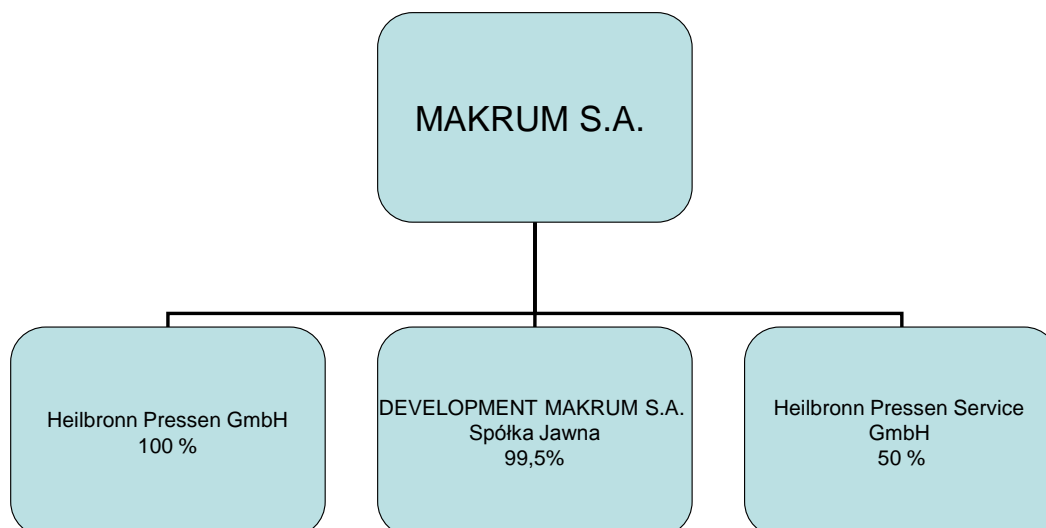 MAKRUM S.A.
Heilbronn Pressen GmbH
100 %
DEVELOPMENT MAKRUM S.A.
Spółka Jawna
99,5%
Heilbronn Pressen Service
GmbH
50 %